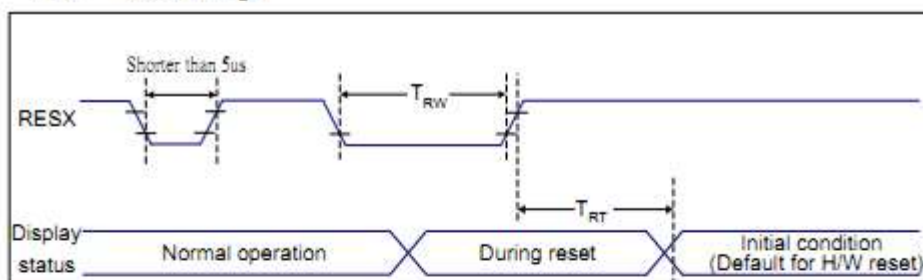 Shorter than 5us
RESX
TRW
TRT
Display
status
Normal operation
During reset
Initial condition
(Default for H/W reset)